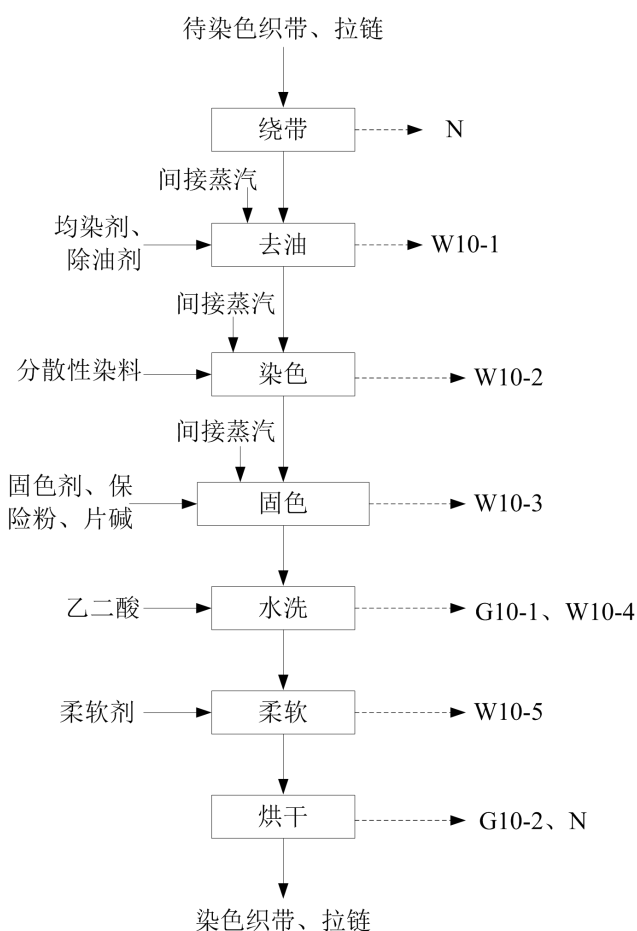 待染色织带、拉链
绕带
N
间接蒸汽
均染剂、
除油剂
去油
W10-1
间接蒸汽
分散性染料
染色
W10-2
间接蒸汽
固色剂、保
险粉、片碱
固色
W10-3
乙二酸
水洗
G10-1、W10-4
柔软剂
柔软
W10-5
烘干
G10-2、N
染色织带、拉链